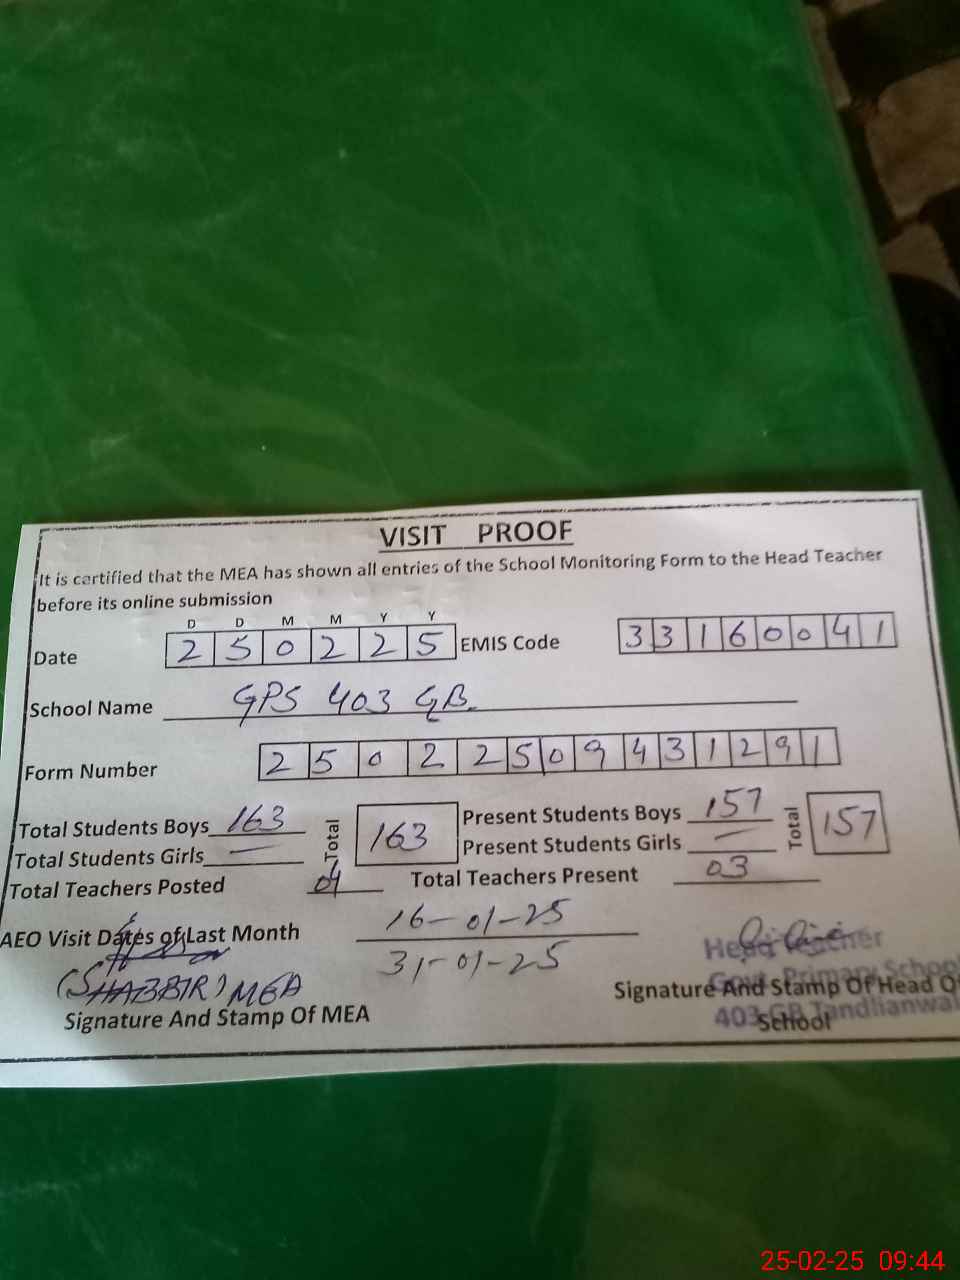 VISIT PROOF
It is certified that the MEA has shown all entries of the School Monitoring Form to the Head Teacher
before its online submission
D D M M Y Y
Date 2 5 0 2 2 5 EMIS Code 3 3 1 6 0 0 4 1
School Name GPS 403 GB
Form Number 2 5 0 2 2 5 0 9 4 3 1 2 9 1
Total Students Boys 163 Total 163 Present Students Boys 157 Total 157
Total Students Girls — Present Students Girls —
Total Teachers Posted 04 Total Teachers Present 03
AEO Visit Dates of Last Month 16-01-25
31-01-25
(SHABBIR) MEA
Signature And Stamp Of MEA
Head Teacher
Govt. Primary School
Signature And Stamp Of Head Of
School
403 GB Tandlianwal
25-02-25 09:44